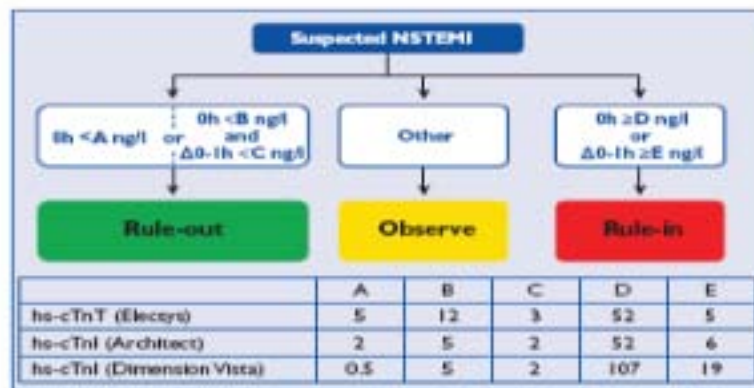 Suspected NSTEMI
0h <A ng/l or
0h <B ng/l
and
Δ0-1h <C ng/l
Other
0h ≥D ng/l
or
Δ0-1h ≥E ng/l
Rule-out
Observe
Rule-in
A B C D E
hs-cTnT (Elecsys) 5 12 3 52 5
hs-cTnI (Architect) 2 5 2 52 6
hs-cTnI (Dimension Vista) 0.5 5 2 107 19